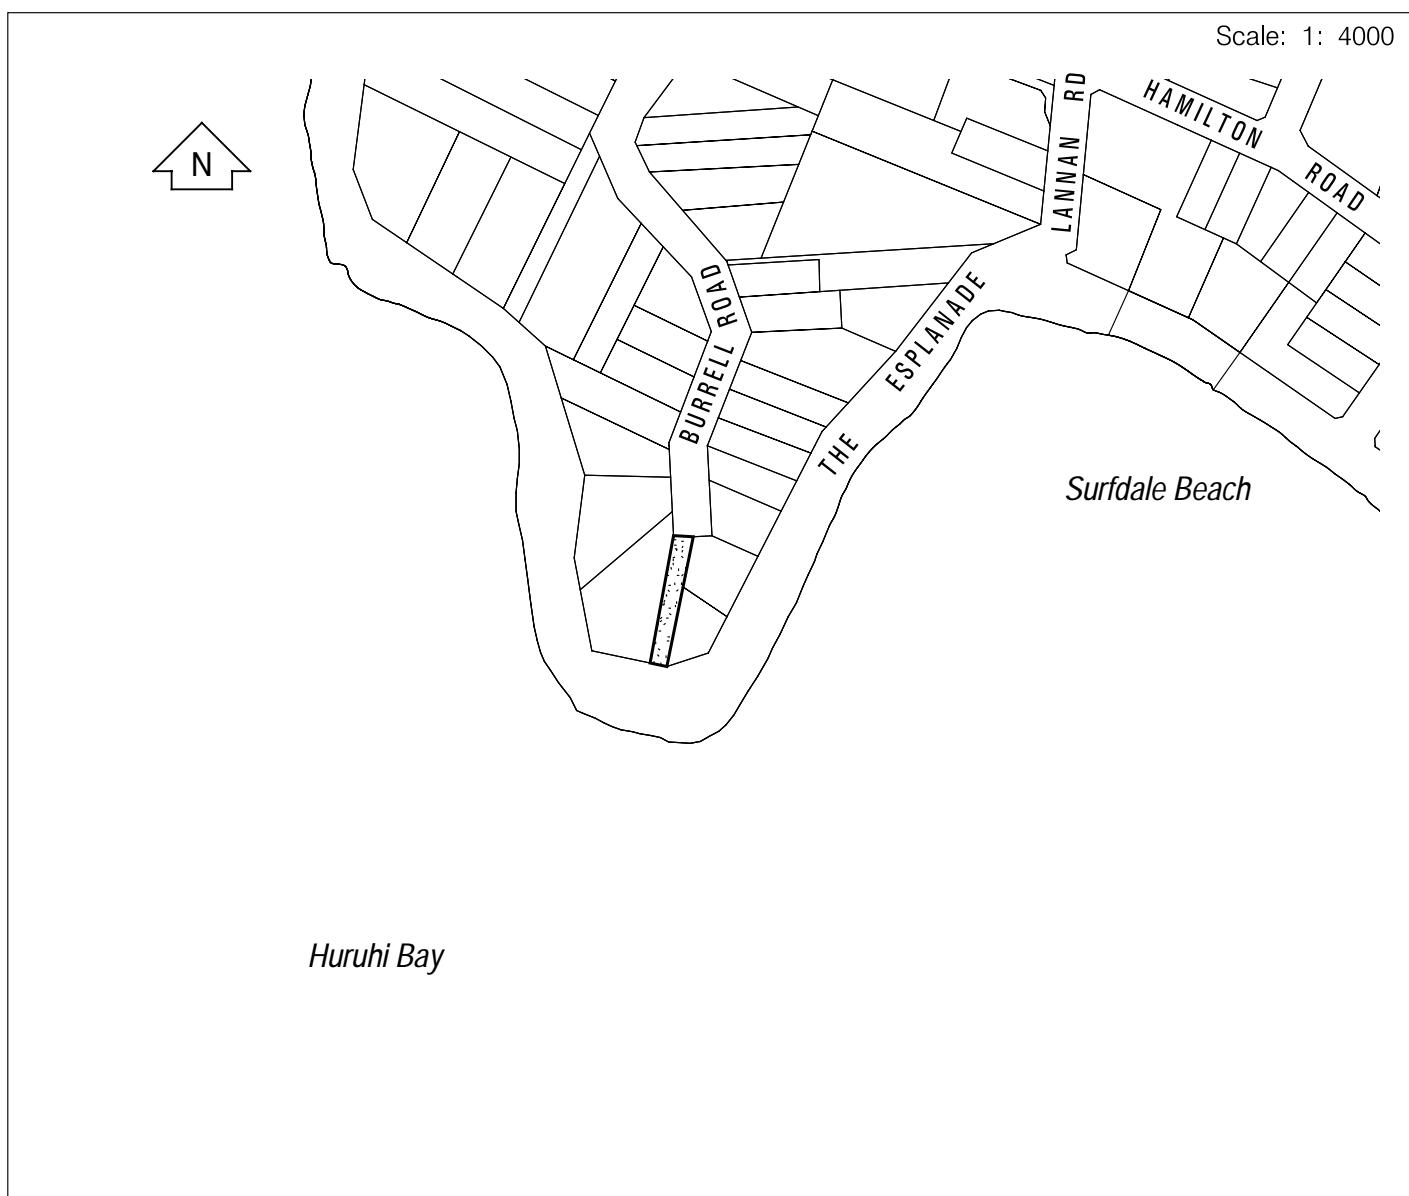 Scale: 1: 4000
N
HAMILTON
ROAD
LANNAN RD
BURRELL ROAD
THE ESPLANADE
Surfdale Beach
Huruhi Bay